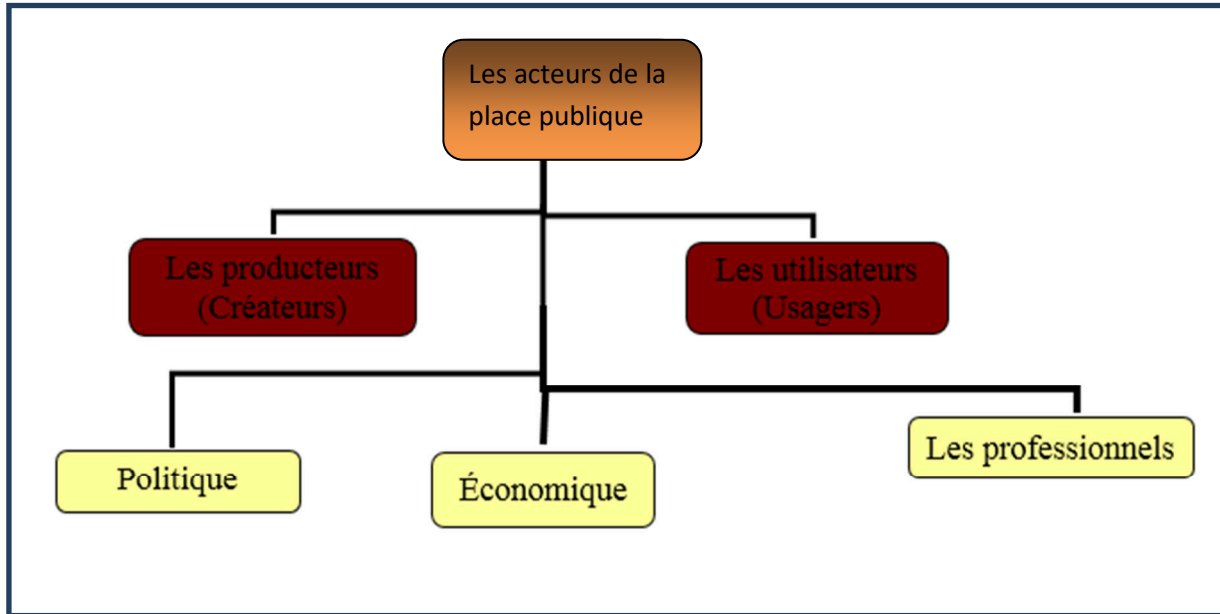 Les acteurs de la
place publique
Les producteurs
(Créateurs)
Les utilisateurs
(Usagers)
Politique
Économique
Les professionnels